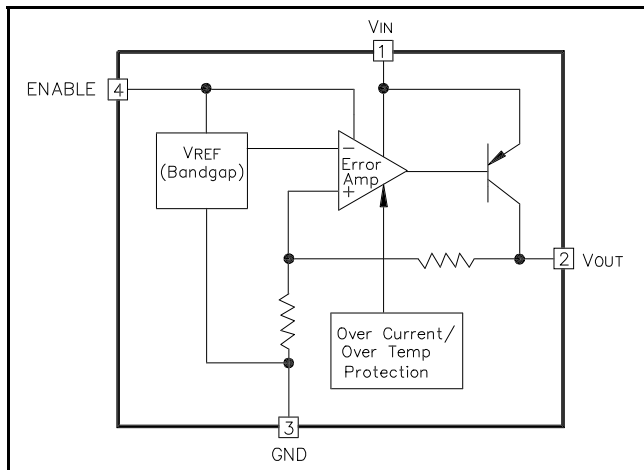 VIN
1
ENABLE 4
VREF
(Bandgap)
−
Error
Amp
+
2 VOUT
Over Current/
Over Temp
Protection
3
GND